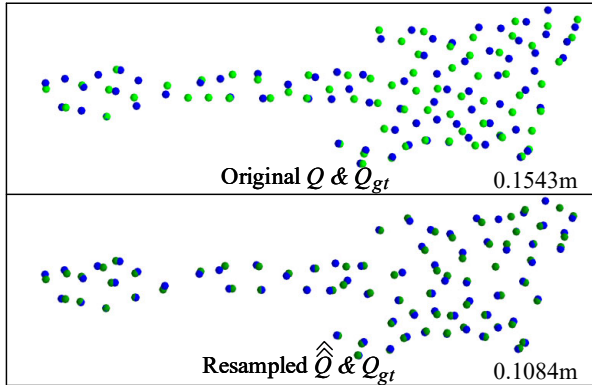 Original Q & Q_gt
0.1543m
Resampled Q̂̂ & Q_gt
0.1084m